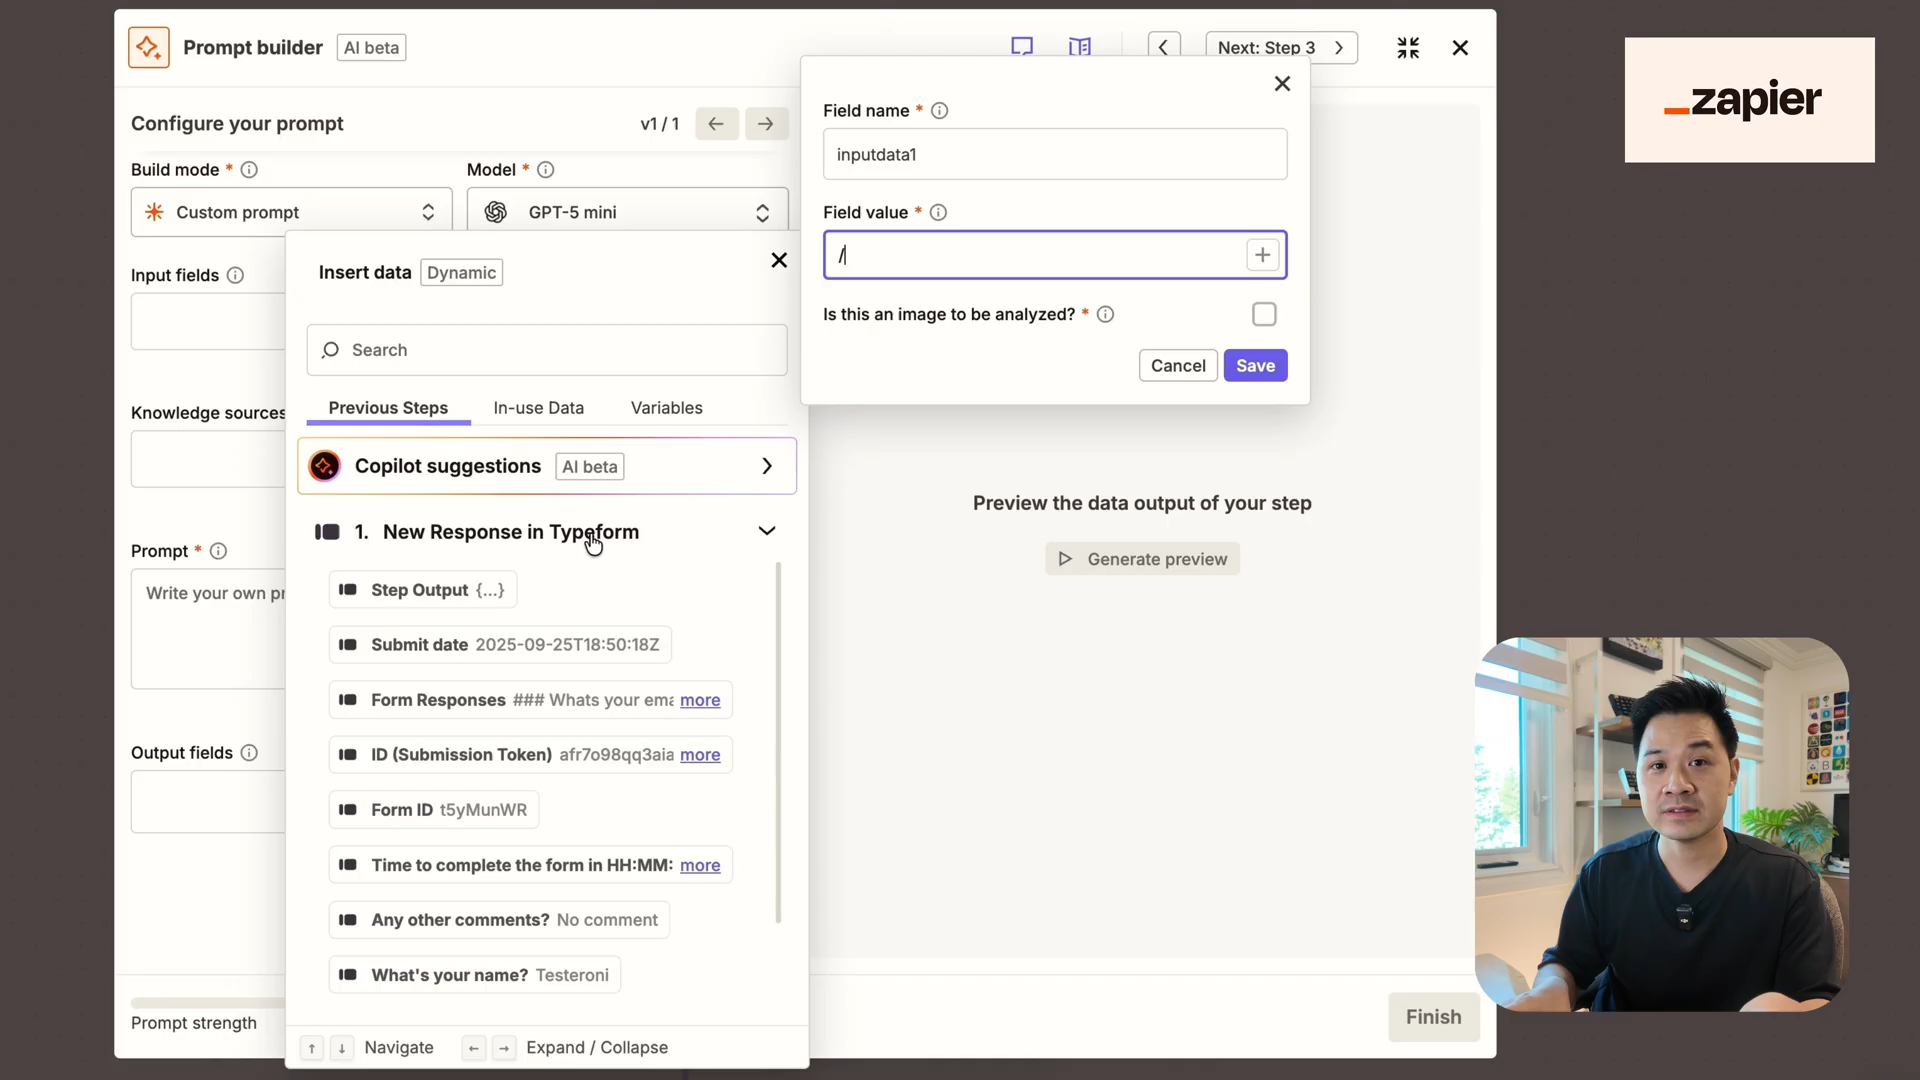 Prompt builder AI beta
Next: Step 3
zapier
Configure your prompt
v1 / 1
Build mode *
Model *
Custom prompt
GPT-5 mini
Input fields
Knowledge sources
Prompt *
Write your own pr
Output fields
Prompt strength
Insert data Dynamic
Search
Previous Steps In-use Data Variables
Copilot suggestions AI beta
1. New Response in Typeform
Step Output {...}
Submit date 2025-09-25T18:50:18Z
Form Responses ### Whats your ema more
ID (Submission Token) afr7o98qq3aia more
Form ID t5yMunWR
Time to complete the form in HH:MM: more
Any other comments? No comment
What's your name? Testeroni
↑ ↓ Navigate ← → Expand / Collapse
Field name *
inputdata1
Field value *
/
Is this an image to be analyzed? *
Cancel Save
Preview the data output of your step
Generate preview
Finish